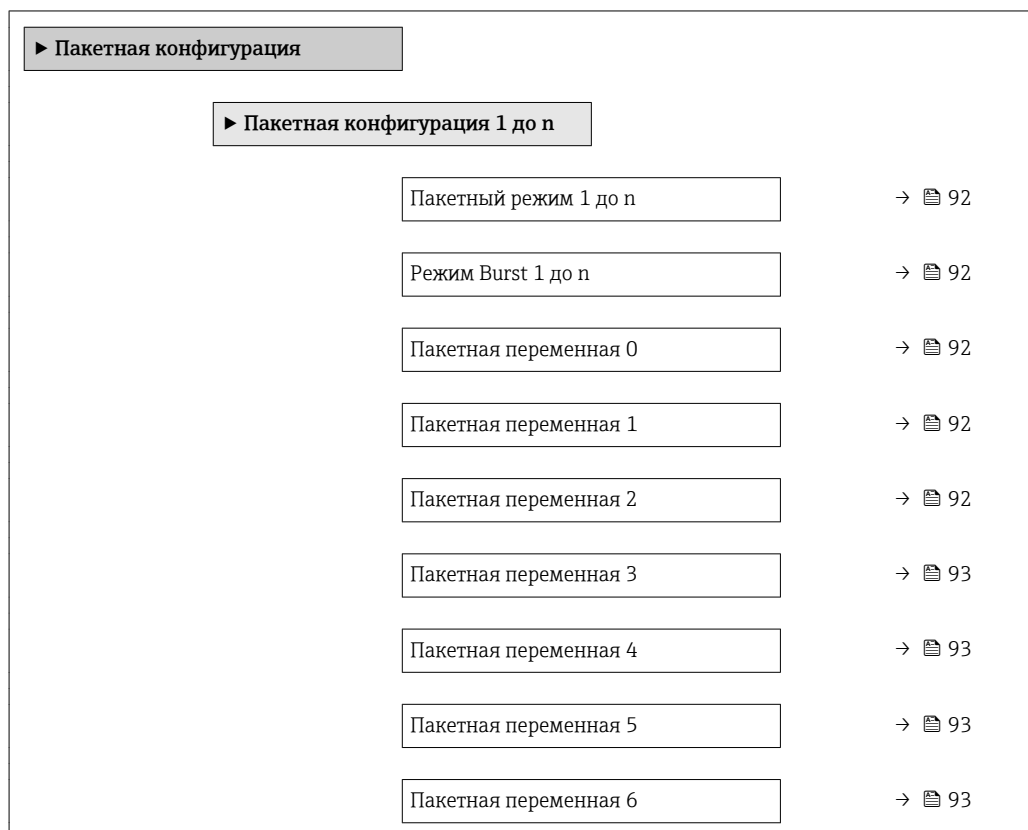 ▶ Пакетная конфигурация
▶ Пакетная конфигурация 1 до n
Пакетный режим 1 до n → 92
Режим Burst 1 до n → 92
Пакетная переменная 0 → 92
Пакетная переменная 1 → 92
Пакетная переменная 2 → 92
Пакетная переменная 3 → 93
Пакетная переменная 4 → 93
Пакетная переменная 5 → 93
Пакетная переменная 6 → 93